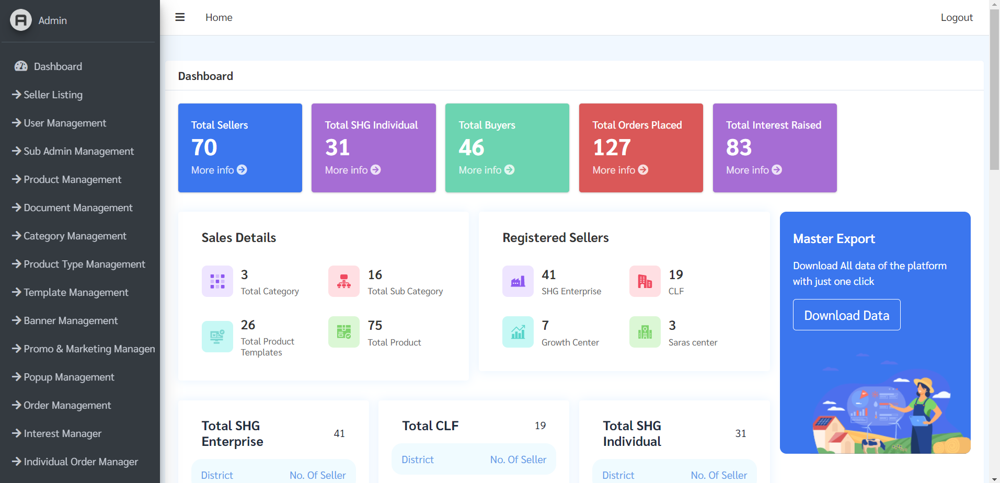 Admin
Home
Logout
Dashboard
Seller Listing
User Management
Sub Admin Management
Product Management
Document Management
Category Management
Product Type Management
Template Management
Banner Management
Promo & Marketing Managen
Popup Management
Order Management
Interest Manager
Individual Order Manager
Dashboard
Total Sellers
70
More info
Total SHG Individual
31
More info
Total Buyers
46
More info
Total Orders Placed
127
More info
Total Interest Raised
83
More info
Sales Details
3
Total Category
16
Total Sub Category
26
Total Product
Templates
75
Total Product
Registered Sellers
41
SHG Enterprise
19
CLF
7
Growth Center
3
Saras center
Master Export
Download All data of the platform
with just one click
Download Data
Total SHG
Enterprise
41
District No. Of Seller
Total CLF 19
District No. Of Seller
Total SHG
Individual
31
District No. Of Seller